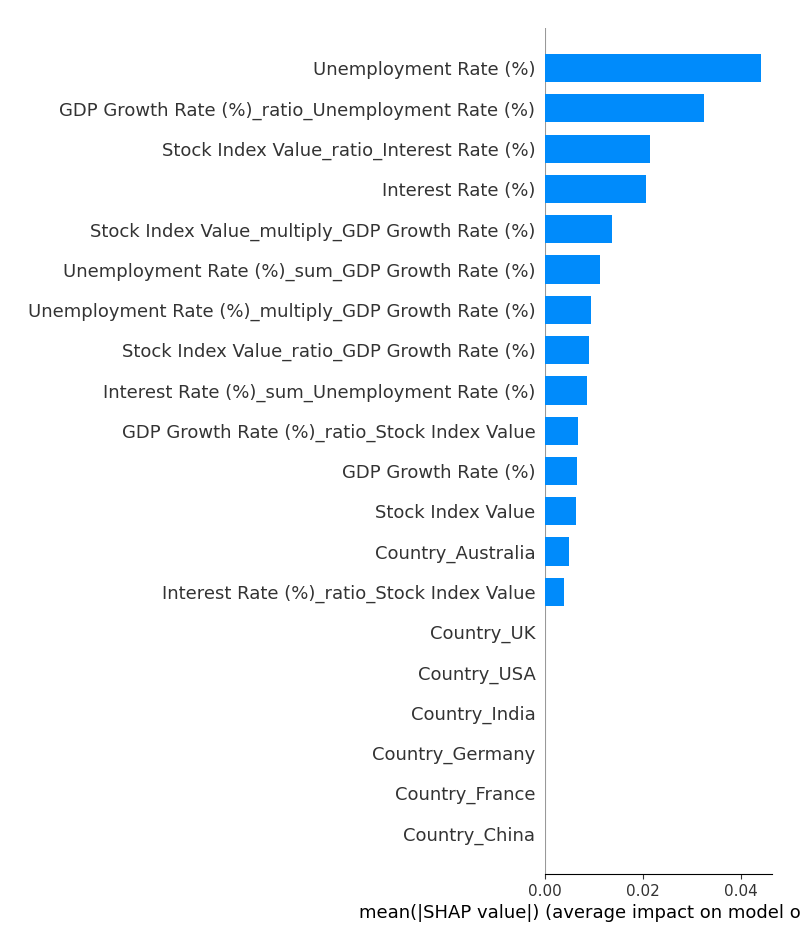 Unemployment Rate (%)
GDP Growth Rate (%)_ratio_Unemployment Rate (%)
Stock Index Value_ratio_Interest Rate (%)
Interest Rate (%)
Stock Index Value_multiply_GDP Growth Rate (%)
Unemployment Rate (%)_sum_GDP Growth Rate (%)
Unemployment Rate (%)_multiply_GDP Growth Rate (%)
Stock Index Value_ratio_GDP Growth Rate (%)
Interest Rate (%)_sum_Unemployment Rate (%)
GDP Growth Rate (%)_ratio_Stock Index Value
GDP Growth Rate (%)
Stock Index Value
Country_Australia
Interest Rate (%)_ratio_Stock Index Value
Country_UK
Country_USA
Country_India
Country_Germany
Country_France
Country_China
0.00 0.02 0.04
mean(|SHAP value|) (average impact on model o